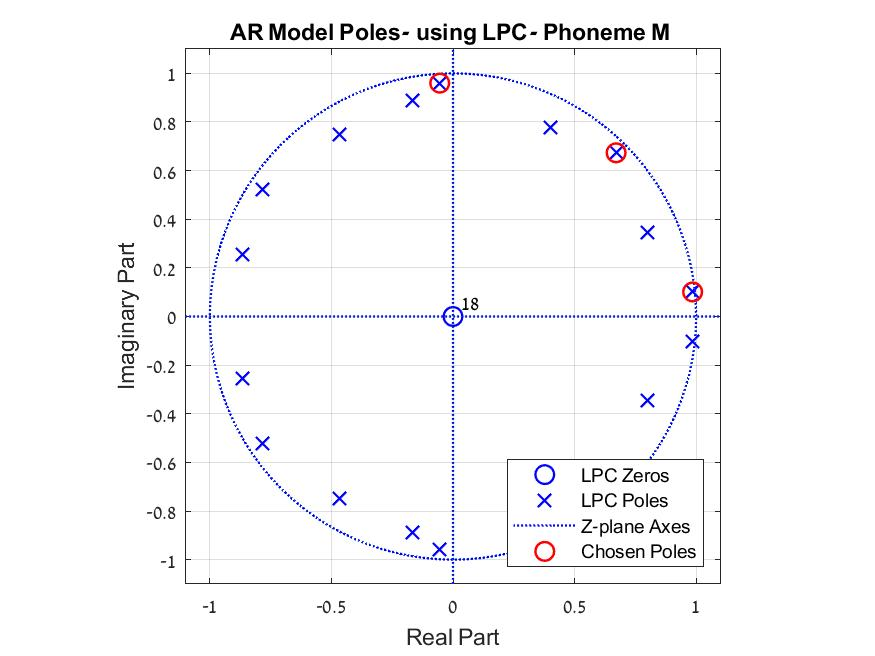 AR Model Poles- using LPC- Phoneme M
1
0.8
0.6
0.4
0.2
0
-0.2
-0.4
-0.6
-0.8
-1
Imaginary Part
18
LPC Zeros
LPC Poles
Z-plane Axes
Chosen Poles
-1 -0.5 0 0.5 1
Real Part